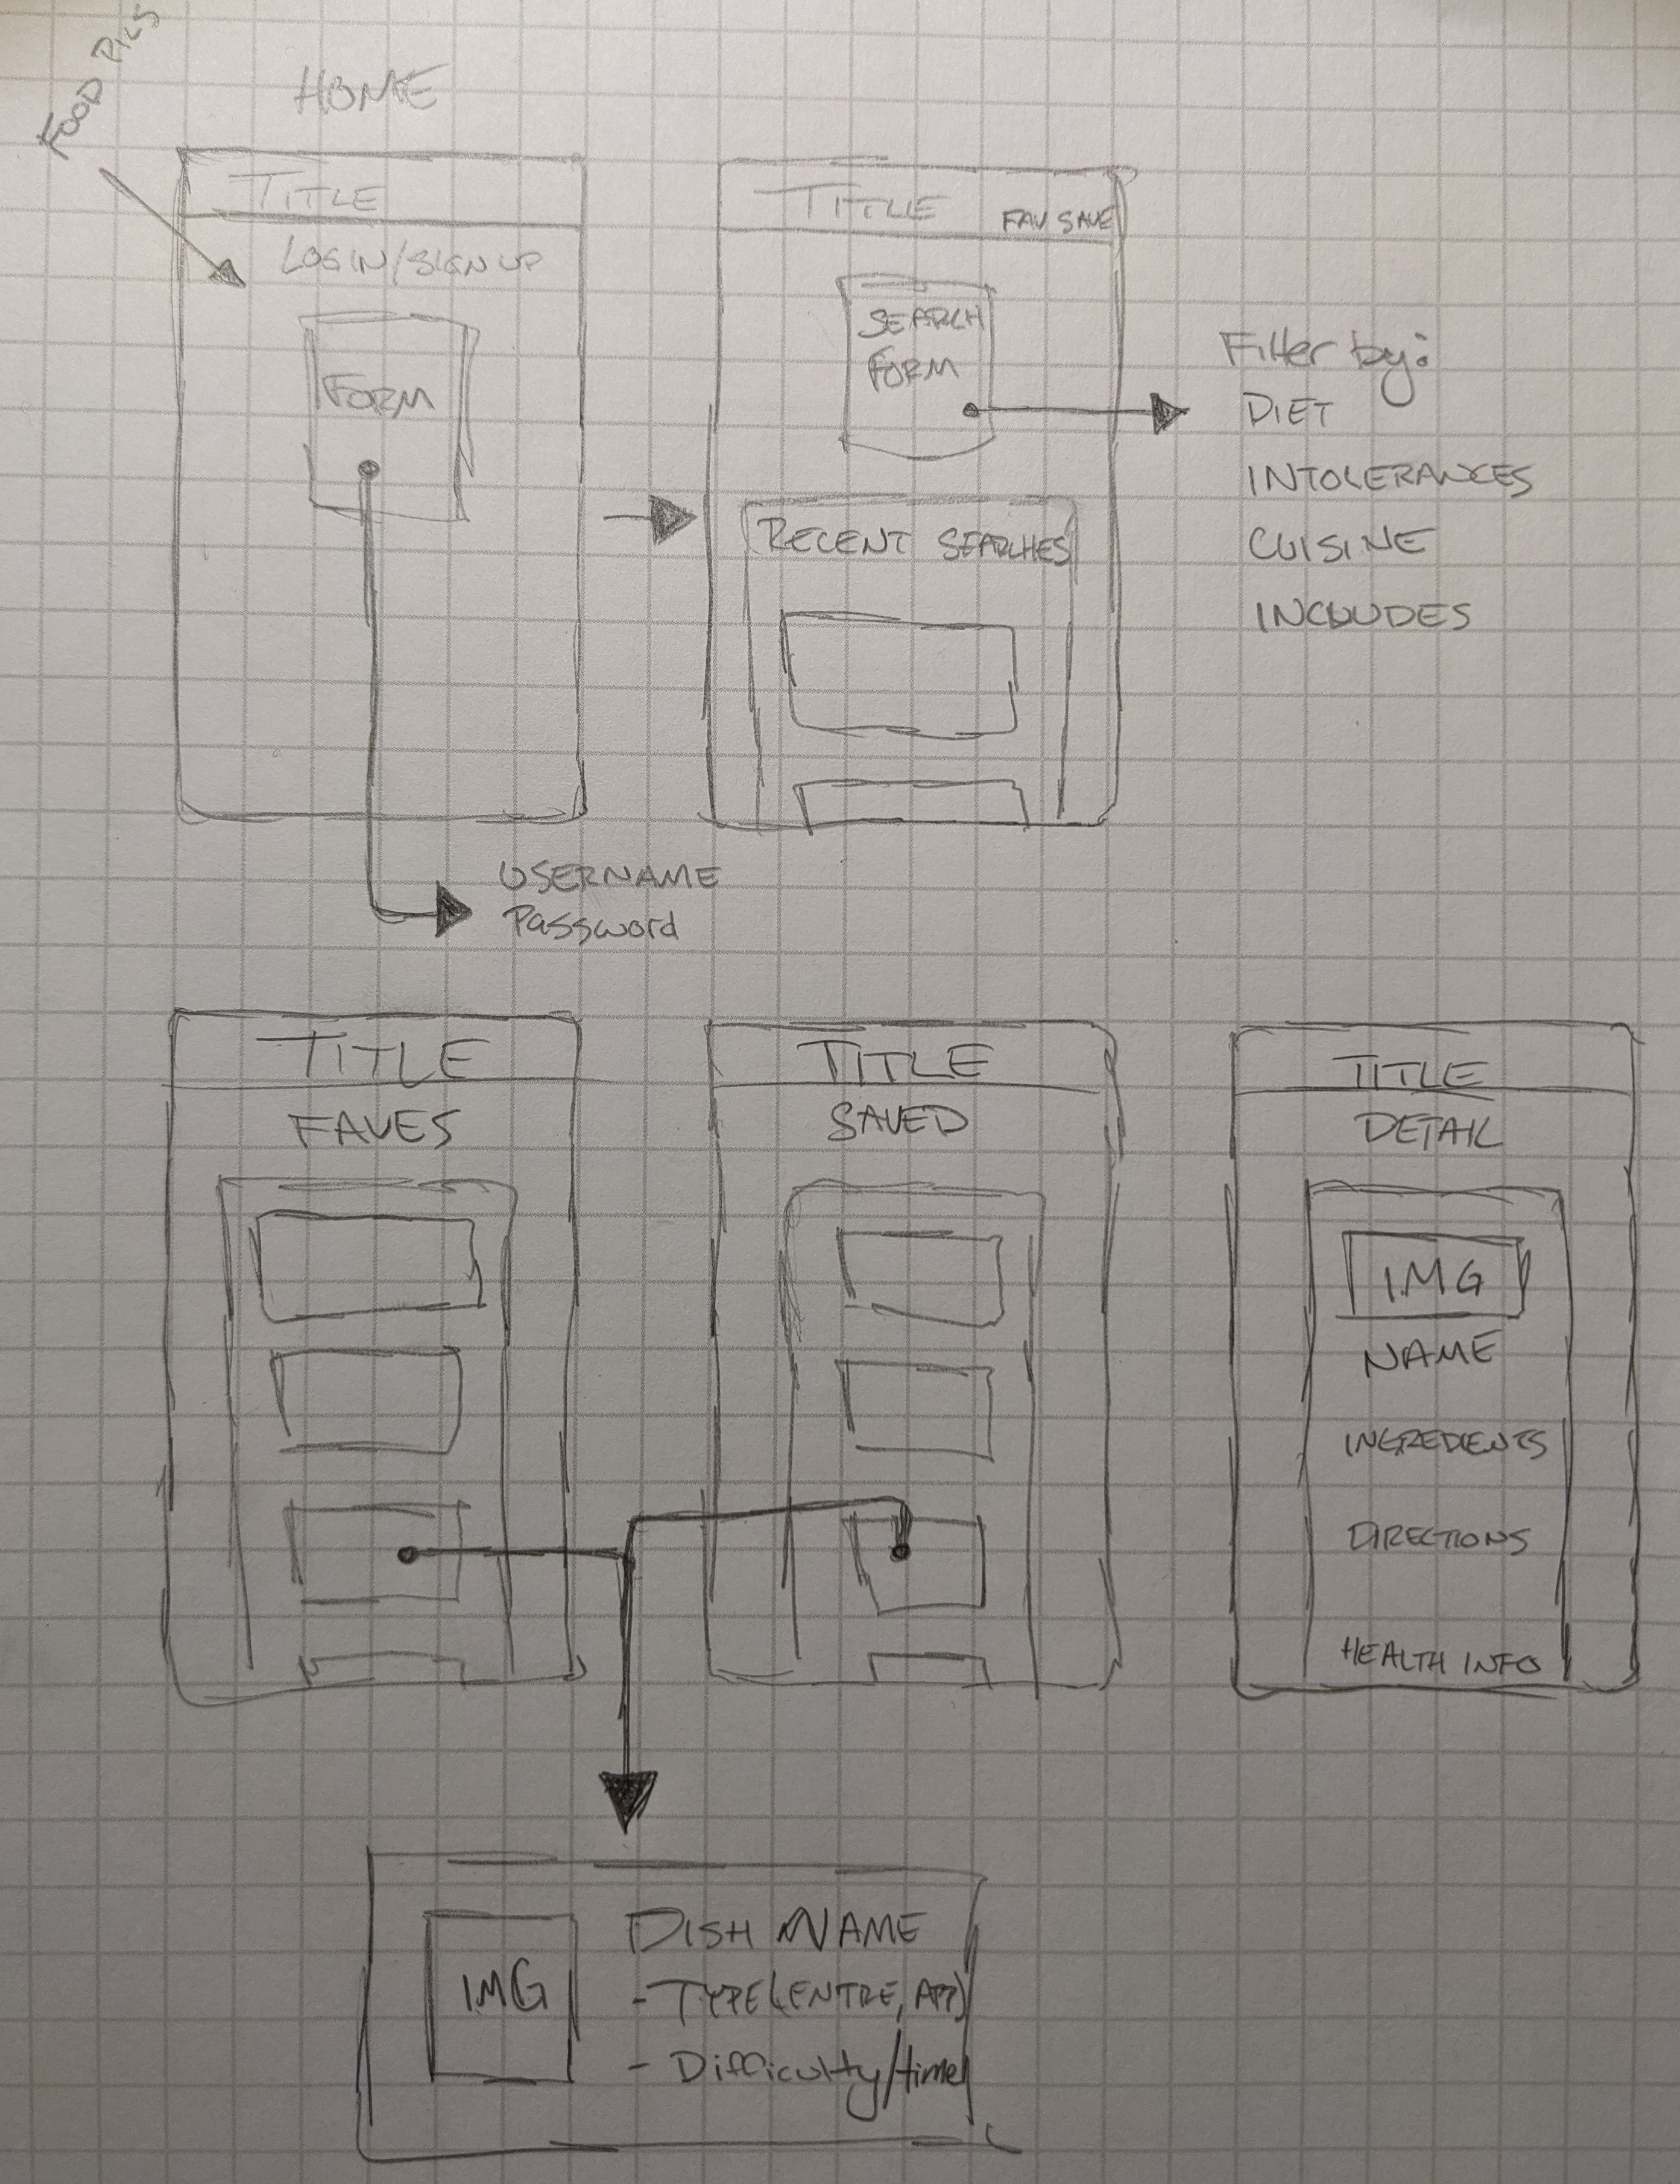 FOOD PICS
HOME
TITLE
LOGIN/SIGN UP
FORM
USERNAME
Password
TITLE
FAV SAVE
SEARCH
FORM
RECENT SEARCHES
Filter by:
DIET
INTOLERANCES
CUISINE
INCLUDES
TITLE
FAVES
TITLE
SAVED
TITLE
DETAIL
IMG
NAME
INGREDIENTS
DIRECTIONS
HEALTH INFO
IMG
DISH NAME
- TYPE (ENTRE, APP)
- Difficulty/time